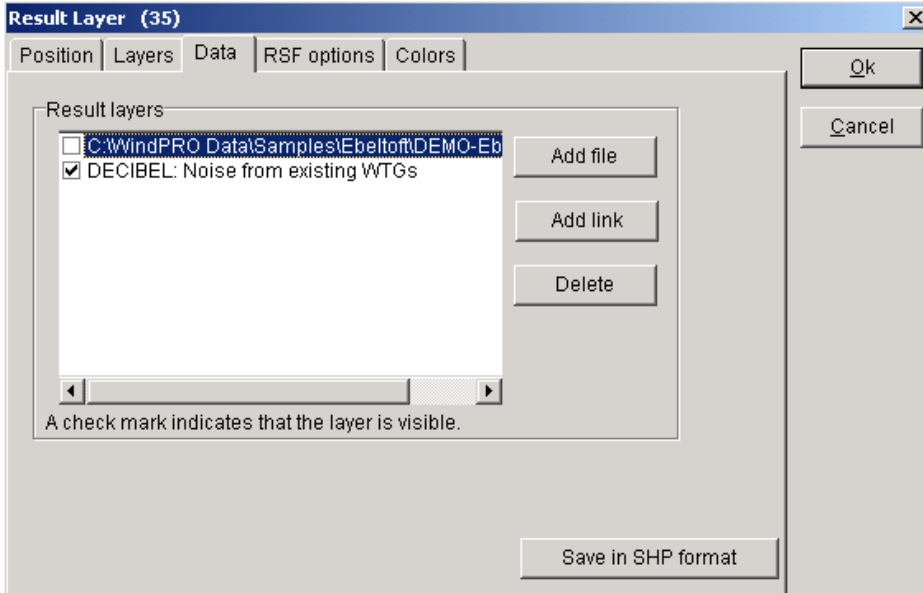 Result Layer (35)
Position Layers Data RSF options Colors
Ok
Cancel
Result layers
C:\WindPRO Data\Samples\Ebeltoft\DEMO-Eb
DECIBEL: Noise from existing WTGs
Add file
Add link
Delete
A check mark indicates that the layer is visible.
Save in SHP format